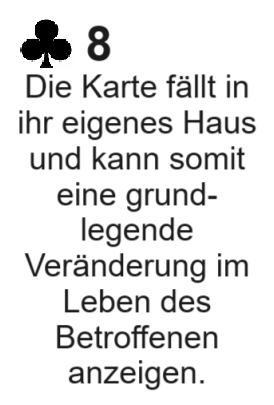 ♣ 8
Die Karte fällt in
ihr eigenes Haus
und kann somit
eine grund-
legende
Veränderung im
Leben des
Betroffenen
anzeigen.